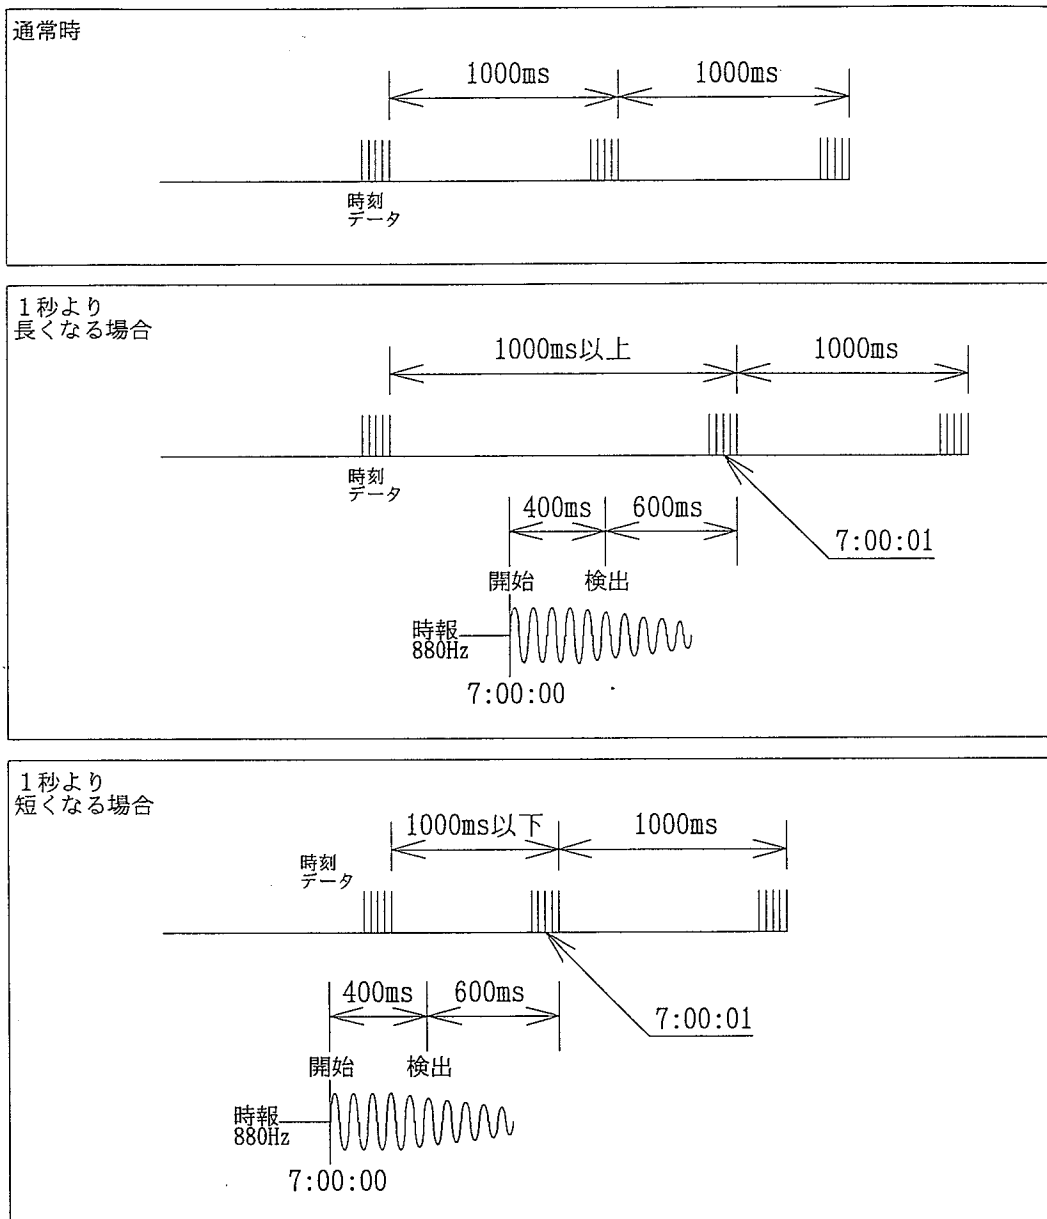 通常時
1000ms 1000ms
時刻
データ
1秒より
長くなる場合
1000ms以上 1000ms
時刻
データ
400ms 600ms
7:00:01
開始 検出
時報
880Hz
7:00:00
1秒より
短くなる場合
1000ms以下 1000ms
時刻
データ
400ms 600ms
7:00:01
開始 検出
時報
880Hz
7:00:00